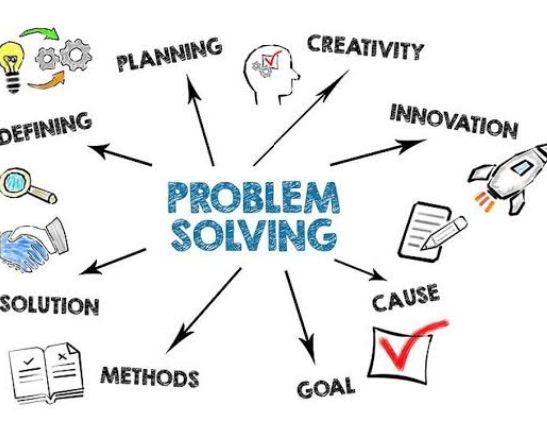 PLANNING
CREATIVITY
DEFINING
INNOVATION
PROBLEM
SOLVING
SOLUTION
CAUSE
METHODS
GOAL